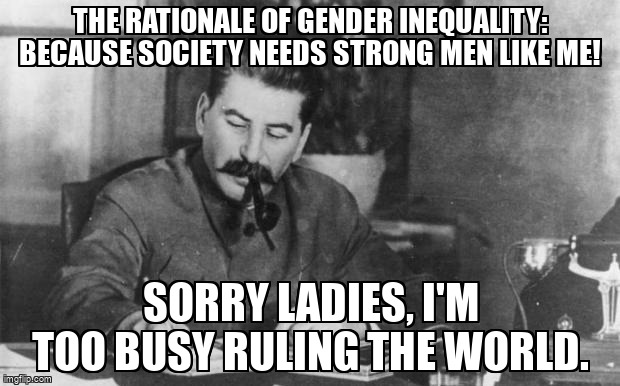 THE RATIONALE OF GENDER INEQUALITY:
BECAUSE SOCIETY NEEDS STRONG MEN LIKE ME!
SORRY LADIES, I'M
TOO BUSY RULING THE WORLD.
imgflip.com